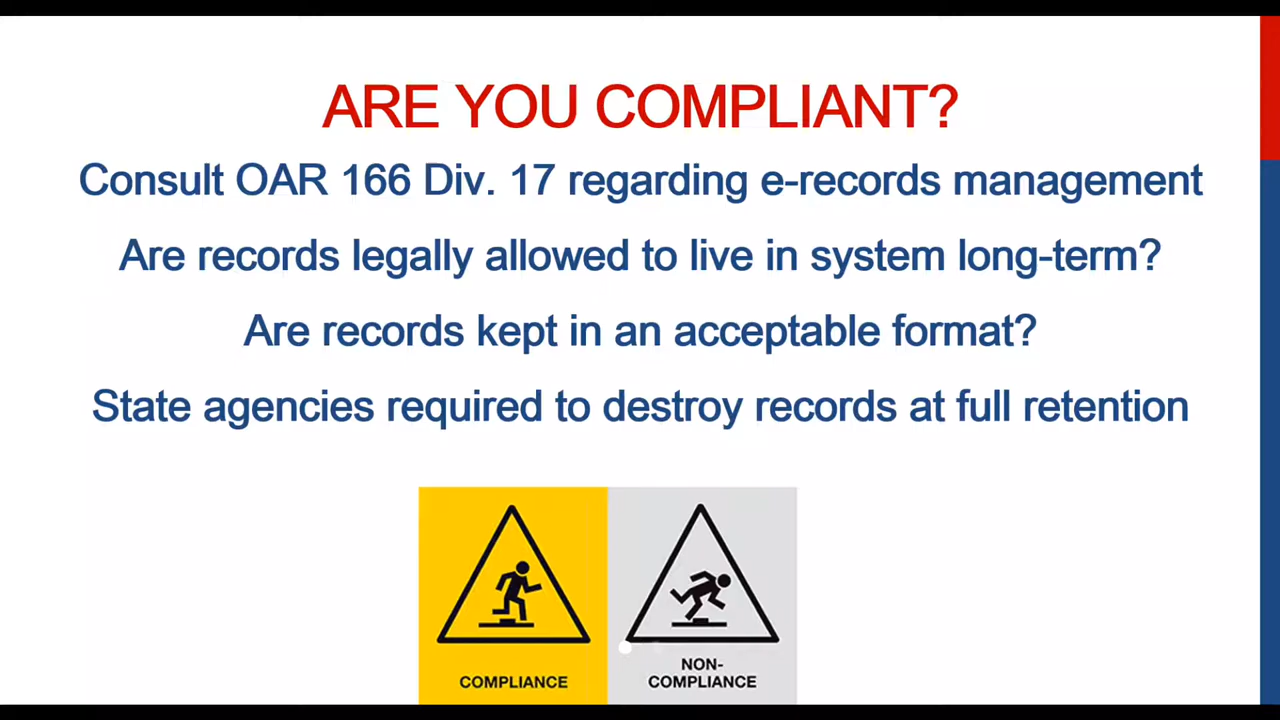 ARE YOU COMPLIANT?
Consult OAR 166 Div. 17 regarding e-records management
Are records legally allowed to live in system long-term?
Are records kept in an acceptable format?
State agencies required to destroy records at full retention
COMPLIANCE
NON-
COMPLIANCE